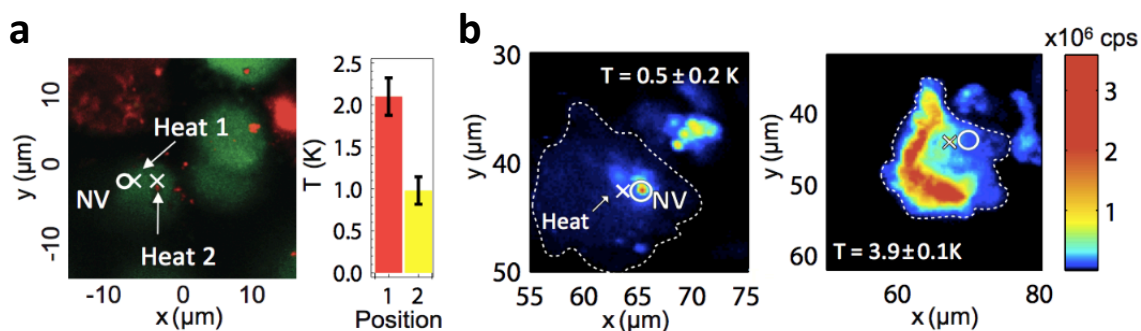 a
y (μm)
10
0
-10
Heat 1
NV
Heat 2
-10
0
10
x (μm)
T (K)
2.5
2.0
1.5
1.0
0.5
0.0
1
2
Position
b
y (μm)
30
40
50
T = 0.5 ± 0.2 K
Heat
NV
55
65
75
x (μm)
y (μm)
40
50
60
T = 3.9 ± 0.1K
60
80
x (μm)
x10⁶ cps
3
2
1